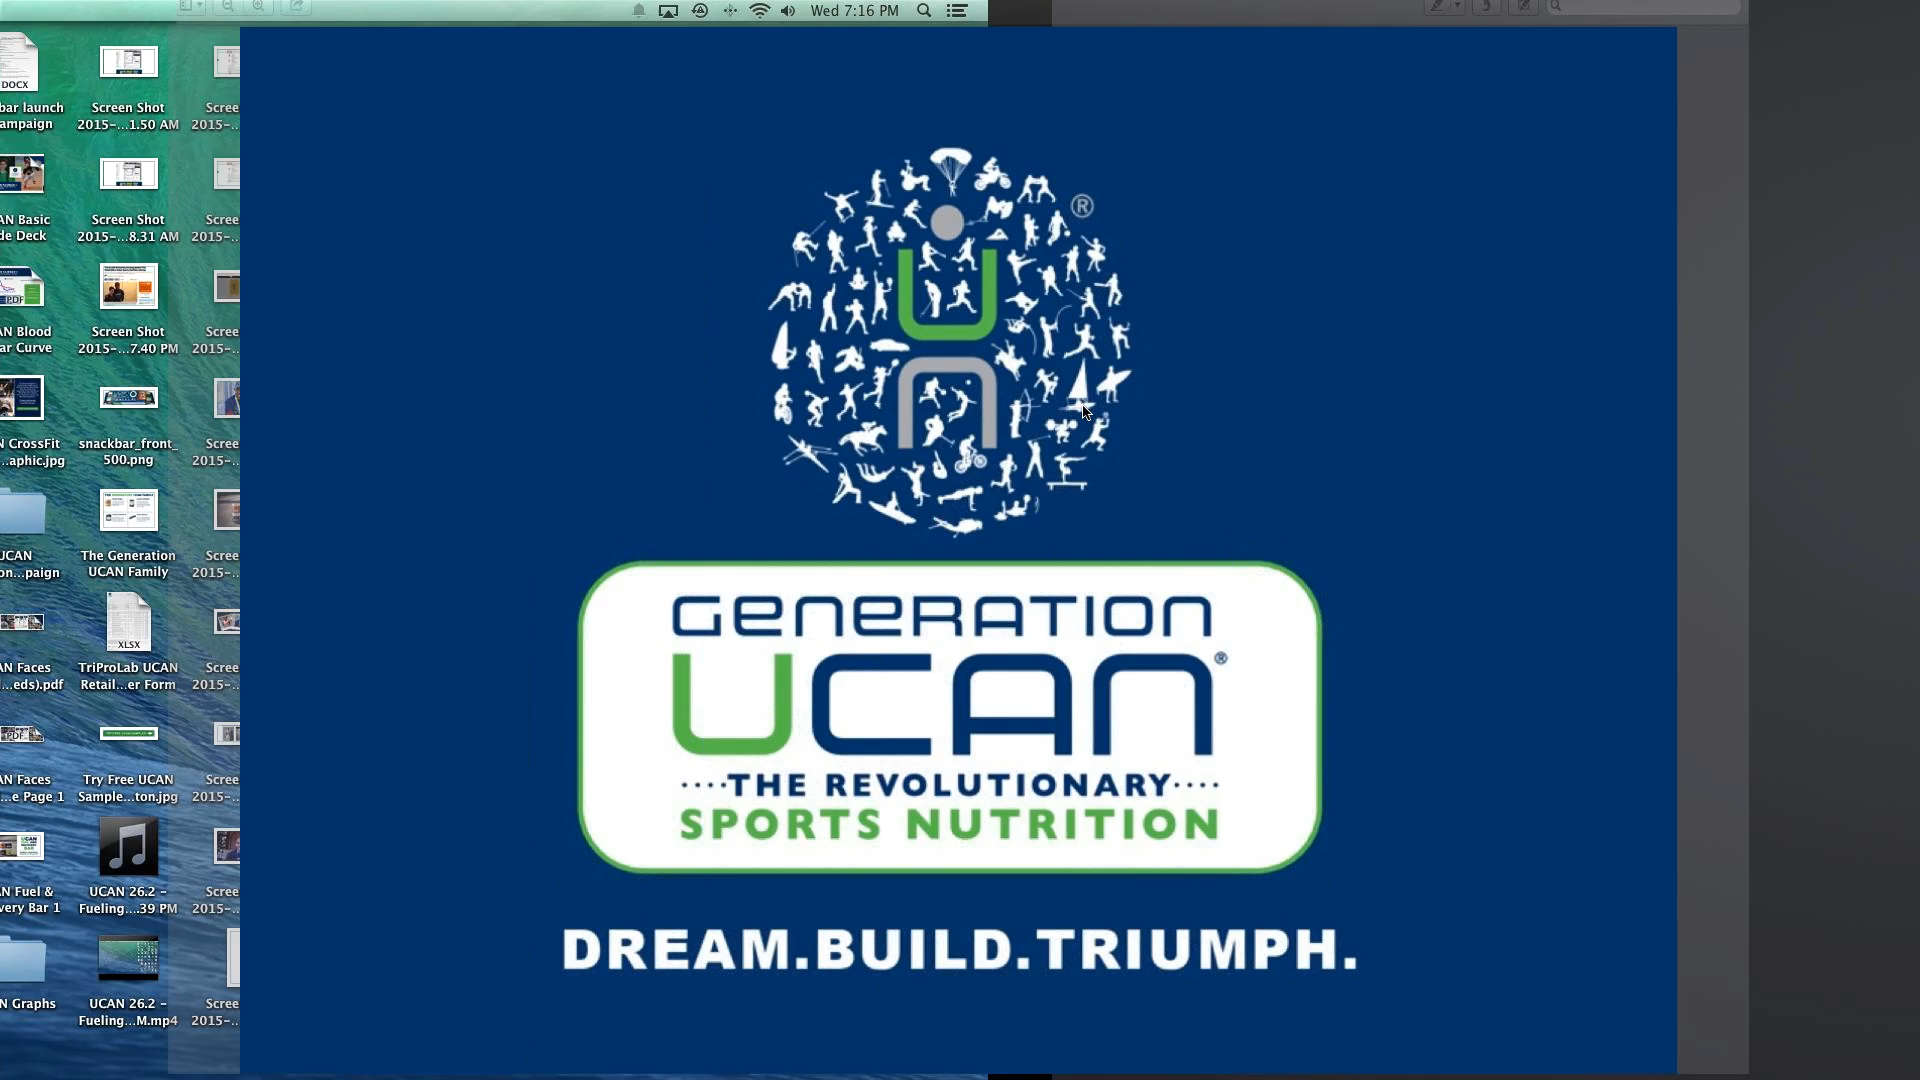 Wed 7:16 PM
DOCX
bar launch
ampaign
Screen Shot
2015-...1.50 AM
Scree
2015-..
AN Basic
de Deck
Screen Shot
2015-...8.31 AM
Scree
2015-..
PDF
AN Blood
ar Curve
Screen Shot
2015-...7.40 PM
Scree
2015-..
N CrossFit
..aphic.jpg
snackbar_front_
500.png
Scree
2015-..
UCAN
on...paign
The Generation
UCAN Family
Scree
2015-..
XLSX
AN Faces
l...eds).pdf
TriProLab UCAN
Retail...er Form
Scree
2015-..
PDF
AN Faces
...e Page 1
Try Free UCAN
Sample...ton.jpg
Scree
2015-..
N Fuel &
very Bar 1
UCAN 26.2 –
Fueling....39 PM
Scree
2015-..
N Graphs
UCAN 26.2 –
Fueling...M.mp4
Scree
2015-..
®
GENERATION
UCAN®
····THE REVOLUTIONARY····
SPORTS NUTRITION
DREAM.BUILD.TRIUMPH.